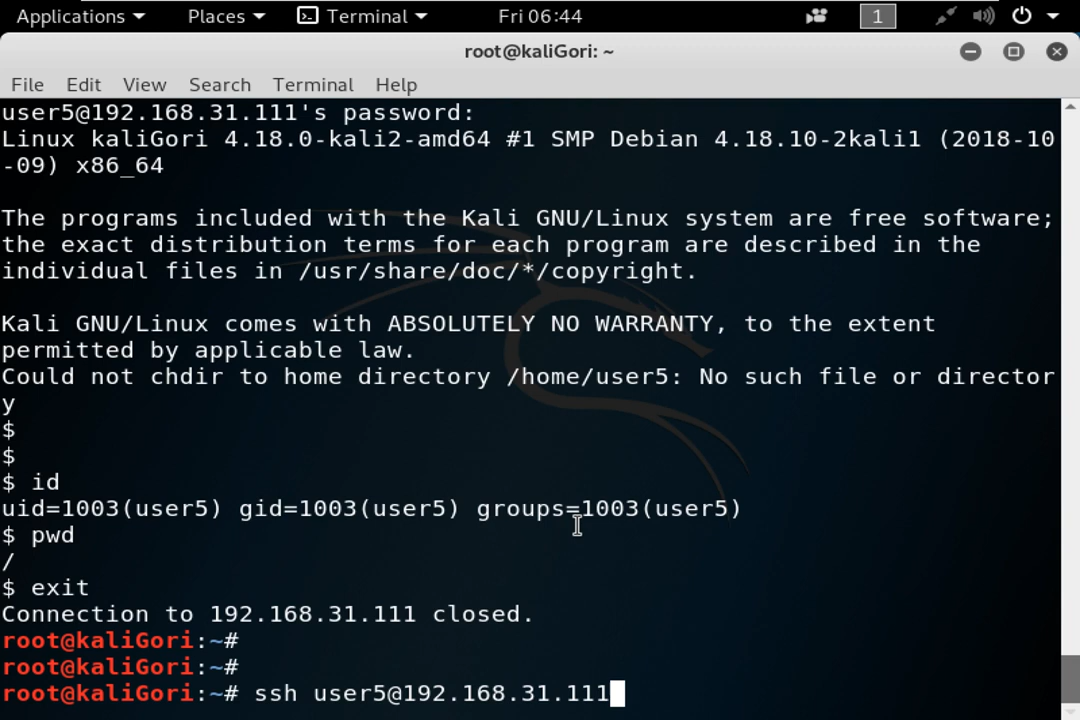 Applications Places Terminal Fri 06:44 1
root@kaliGori: ~
File Edit View Search Terminal Help
user5@192.168.31.111's password:
Linux kaliGori 4.18.0-kali2-amd64 #1 SMP Debian 4.18.10-2kali1 (2018-10
-09) x86_64
The programs included with the Kali GNU/Linux system are free software;
the exact distribution terms for each program are described in the
individual files in /usr/share/doc/*/copyright.
Kali GNU/Linux comes with ABSOLUTELY NO WARRANTY, to the extent
permitted by applicable law.
Could not chdir to home directory /home/user5: No such file or director
y
$
$
$ id
uid=1003(user5) gid=1003(user5) groups=1003(user5)
$ pwd
/
$ exit
Connection to 192.168.31.111 closed.
root@kaliGori:~#
root@kaliGori:~#
root@kaliGori:~# ssh user5@192.168.31.111